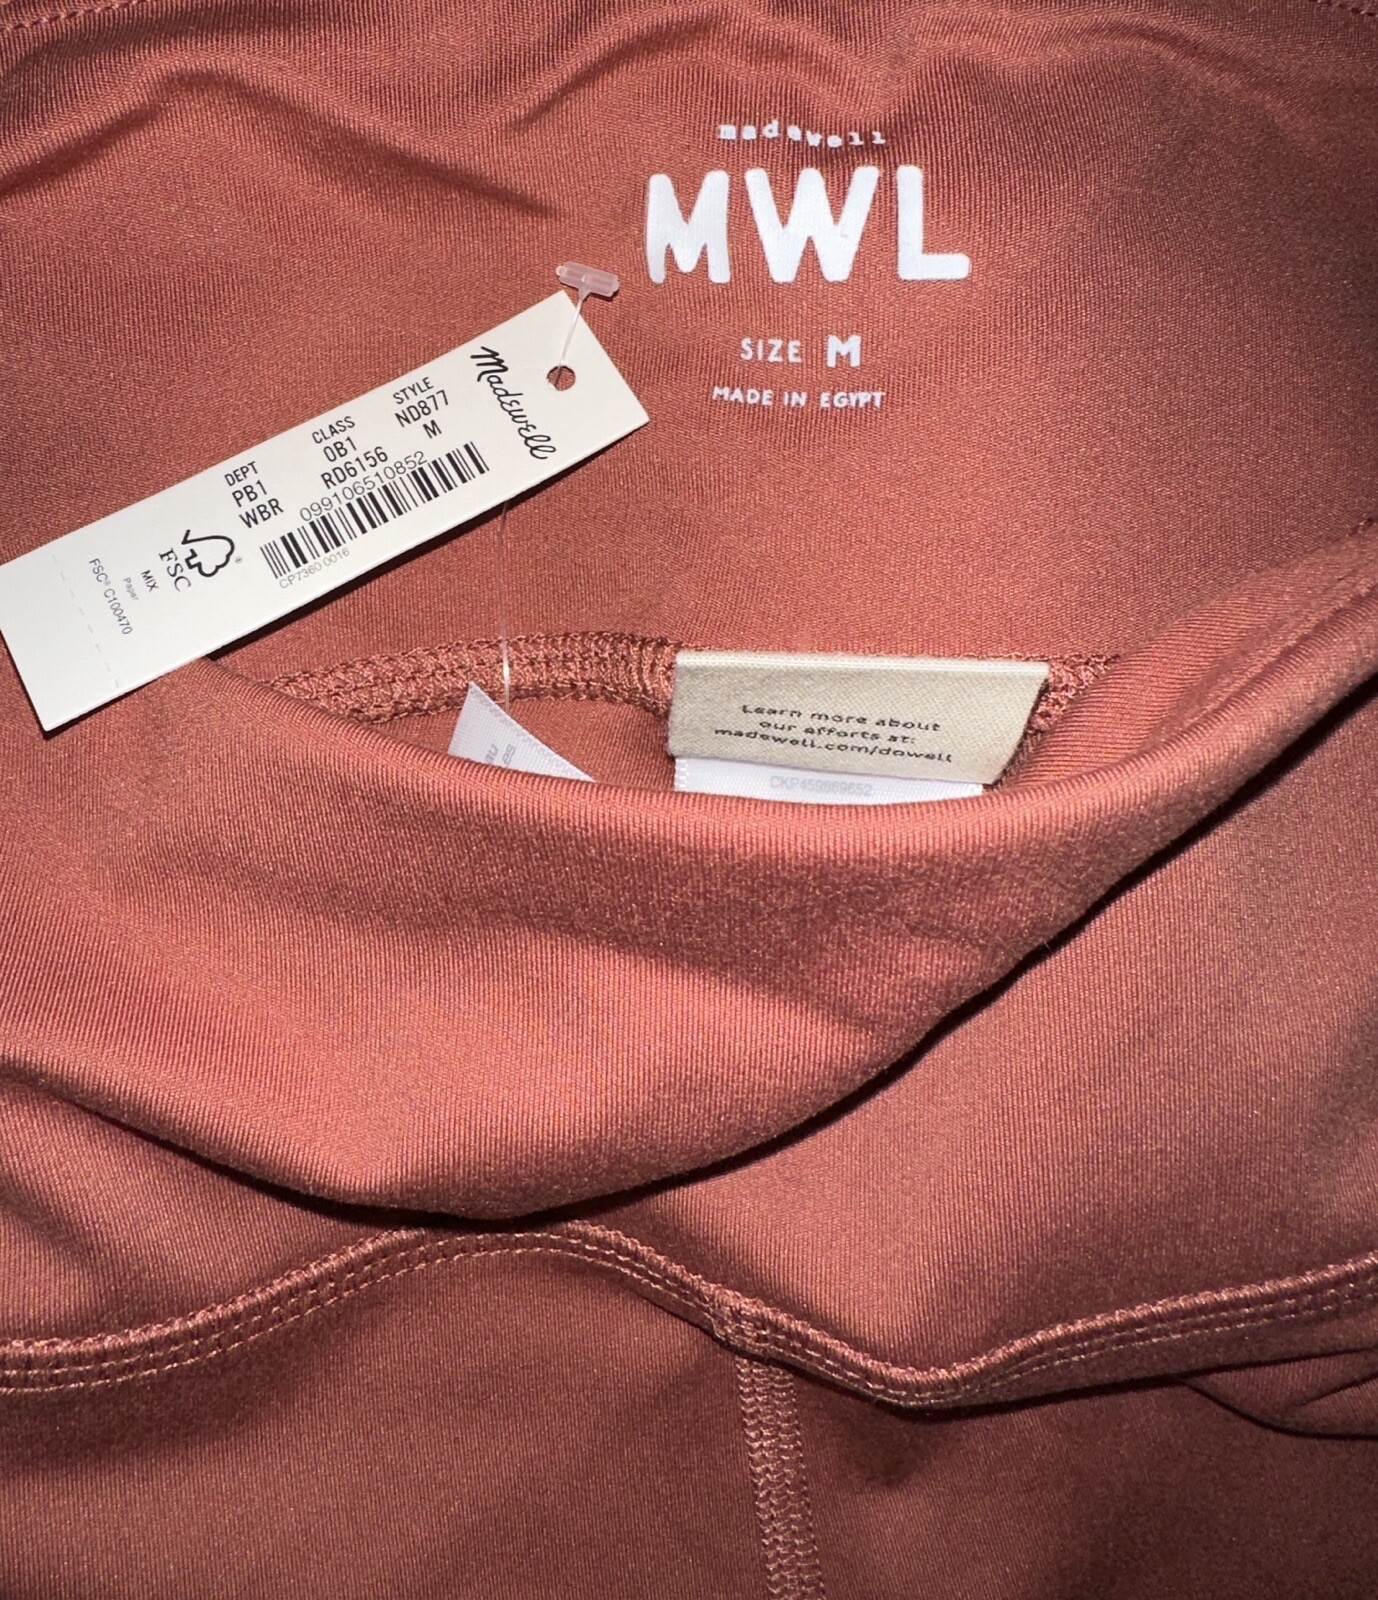 madewell
MWL
SIZE M
MADE IN EGYPT
Madewell
DEPT CLASS STYLE
PB1 0B1 ND877
WBR RD6156 M
099106510852
CP7360 0016
FSC®
MIX
Paper
FSC® C100470
Learn more about
our efforts at:
madewell.com/dowell